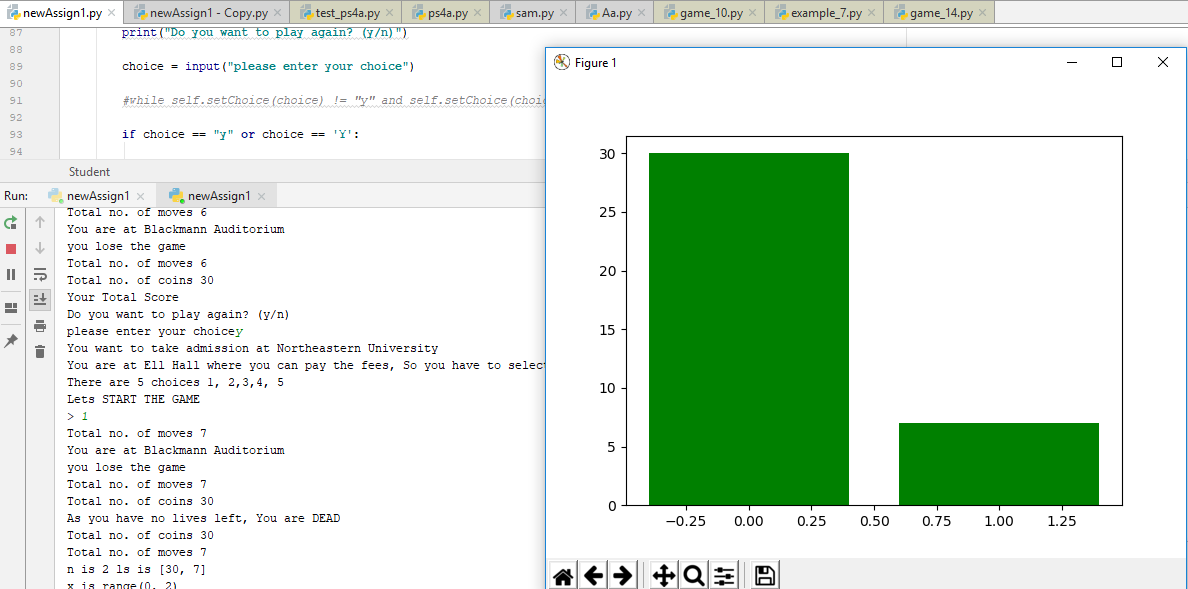 newAssign1.py newAssign1 - Copy.py test_ps4a.py ps4a.py sam.py Aa.py game_10.py example_7.py game_14.py
87 print("Do you want to play again? (y/n)")
88
89 choice = input("please enter your choice")
90
91 #while self.setChoice(choice) != "y" and self.setChoice(choi
92
93 if choice == "y" or choice == 'Y':
94
Student
Run: newAssign1 newAssign1
Total no. of moves 6
You are at Blackmann Auditorium
you lose the game
Total no. of moves 6
Total no. of coins 30
Your Total Score
Do you want to play again? (y/n)
please enter your choicey
You want to take admission at Northeastern University
You are at Ell Hall where you can pay the fees, So you have to select
There are 5 choices 1, 2,3,4, 5
Lets START THE GAME
> 1
Total no. of moves 7
You are at Blackmann Auditorium
you lose the game
Total no. of moves 7
Total no. of coins 30
As you have no lives left, You are DEAD
Total no. of coins 30
Total no. of moves 7
n is 2 ls is [30, 7]
x is range(0, 2)
Figure 1
30
25
20
15
10
5
0
−0.25 0.00 0.25 0.50 0.75 1.00 1.25